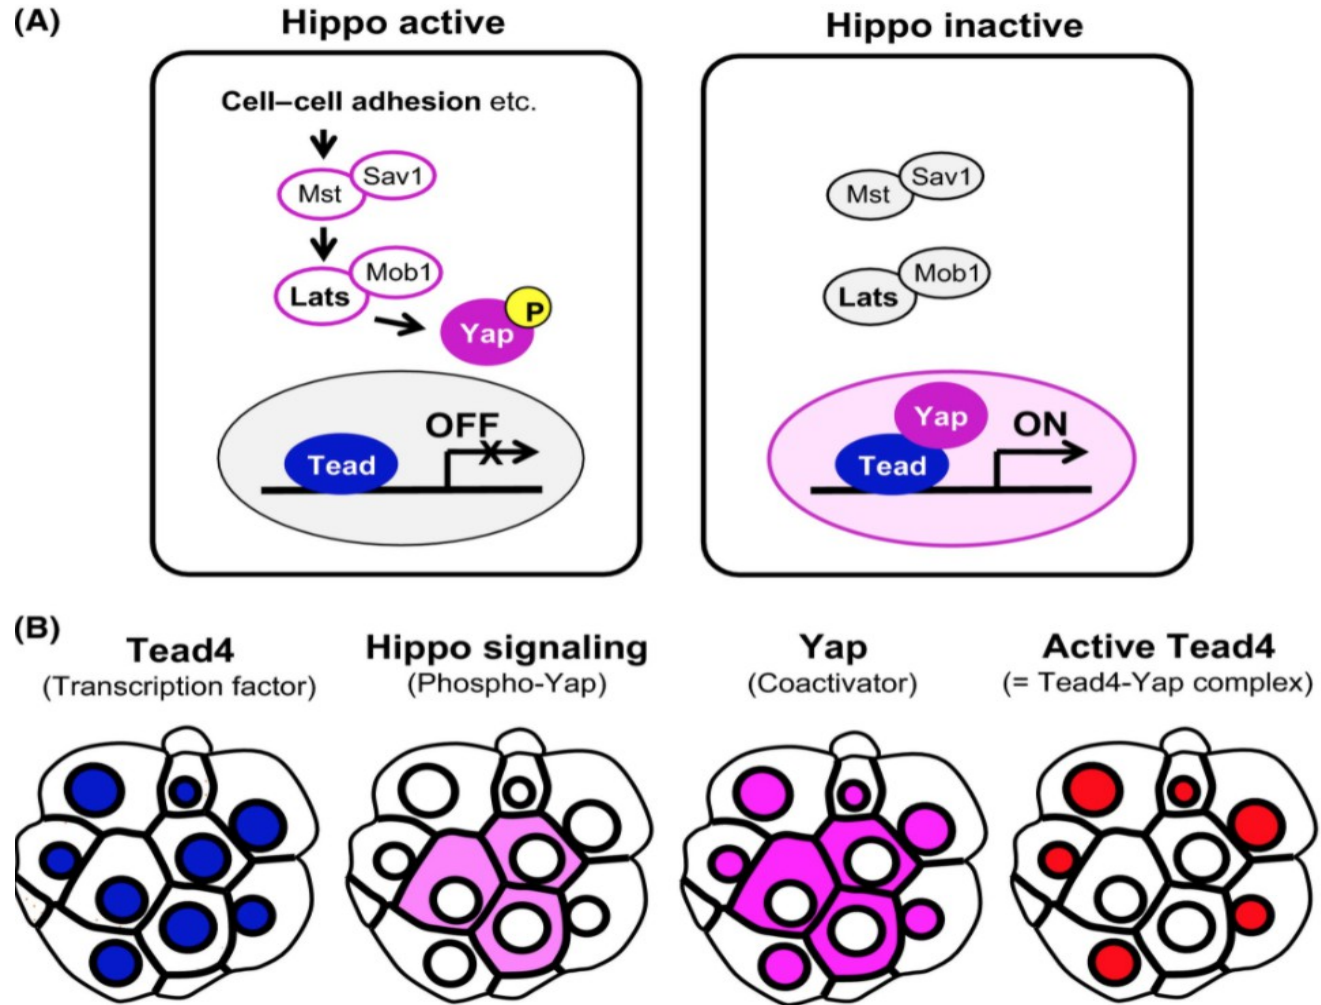 (A)
Hippo active
Cell–cell adhesion etc.
Mst
Sav1
Lats
Mob1
Yap
P
OFF
X
Tead
Hippo inactive
Mst
Sav1
Lats
Mob1
Yap
Tead
ON
(B)
Tead4
(Transcription factor)
Hippo signaling
(Phospho-Yap)
Yap
(Coactivator)
Active Tead4
(= Tead4-Yap complex)